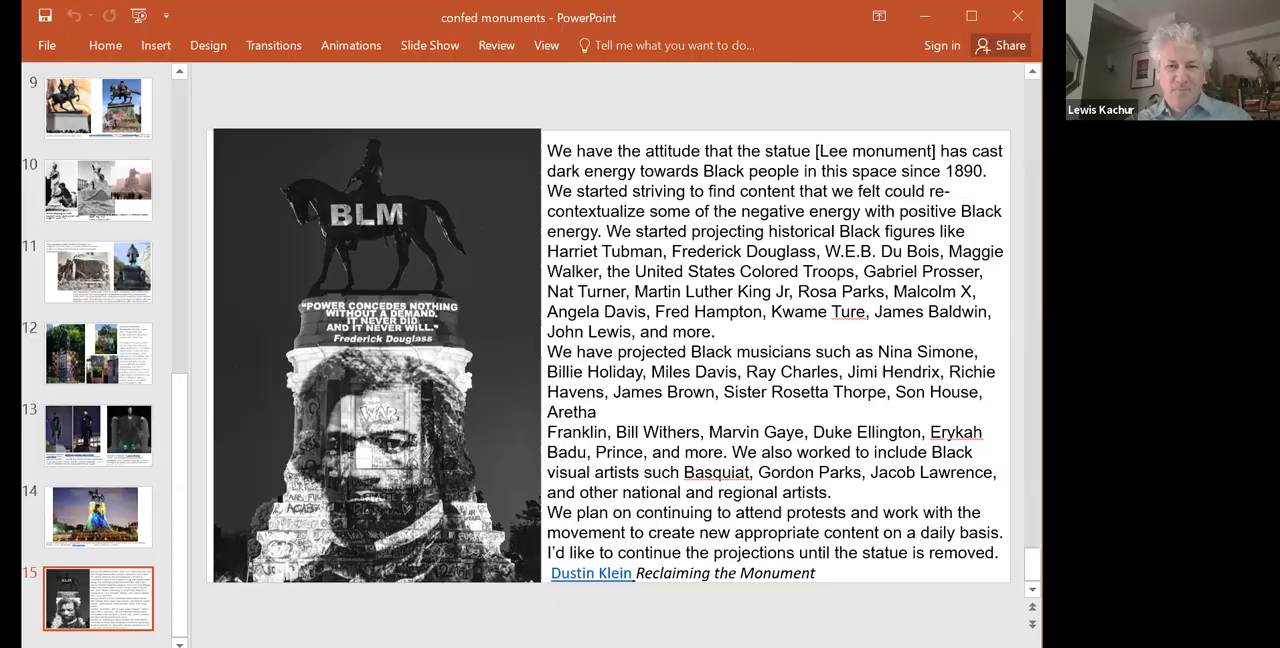 confed monuments - PowerPoint
File Home Insert Design Transitions Animations Slide Show Review View Tell me what you want to do... Sign in Share
Lewis Kachur
9
10
11
12
13
14
15
BLM
"POWER CONCEDES NOTHING
WITHOUT A DEMAND.
IT NEVER DID
AND IT NEVER WILL."
Frederick Douglass
WAR
We have the attitude that the statue [Lee monument] has cast
dark energy towards Black people in this space since 1890.
We started striving to find content that we felt could re-
contextualize some of the negative energy with positive Black
energy. We started projecting historical Black figures like
Harriet Tubman, Frederick Douglass, W.E.B. Du Bois, Maggie
Walker, the United States Colored Troops, Gabriel Prosser,
Nat Turner, Martin Luther King Jr, Rosa Parks, Malcolm X,
Angela Davis, Fred Hampton, Kwame Ture, James Baldwin,
John Lewis, and more.
have projected Black musicians such as Nina Simone,
Billie Holiday, Miles Davis, Ray Charles, Jimi Hendrix, Richie
Havens, James Brown, Sister Rosetta Thorpe, Son House,
Aretha
Franklin, Bill Withers, Marvin Gaye, Duke Ellington, Erykah
Badu, Prince, and more. to include Black
visual artists such Basquiat, Gordon Parks, Jacob Lawrence,
and other national and regional artists.
We plan on continuing to attend protests and work with the
movement to create new appropriate content on a daily basis.
I'd like to continue the projections until the statue is removed.
Klein Reclaiming the Monument